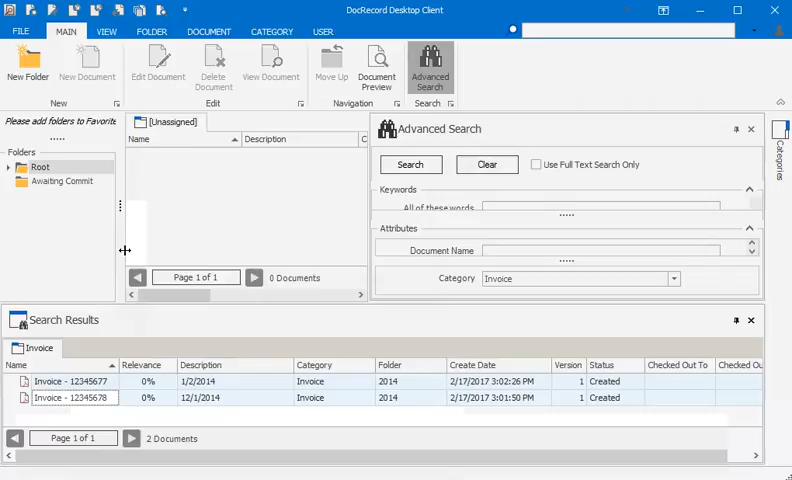 DocRecord Desktop Client
FILE MAIN VIEW FOLDER DOCUMENT CATEGORY USER
New Folder New Document Edit Document Delete Document View Document Move Up Document Preview Advanced Search
New Edit Navigation Search
Please add folders to Favorite
Folders
Root
Awaiting Commit
[Unassigned]
Name Description C
Page 1 of 1 0 Documents
Advanced Search
Search Clear Use Full Text Search Only
Keywords
All of these words
Attributes
Document Name
Category Invoice
Categories
Search Results
Invoice
Name Relevance Description Category Folder Create Date Version Status Checked Out To Checked Ou
Invoice - 12345677 0% 1/2/2014 Invoice 2014 2/17/2017 3:02:26 PM 1 Created
Invoice - 12345678 0% 12/1/2014 Invoice 2014 2/17/2017 3:01:50 PM 1 Created
Page 1 of 1 2 Documents